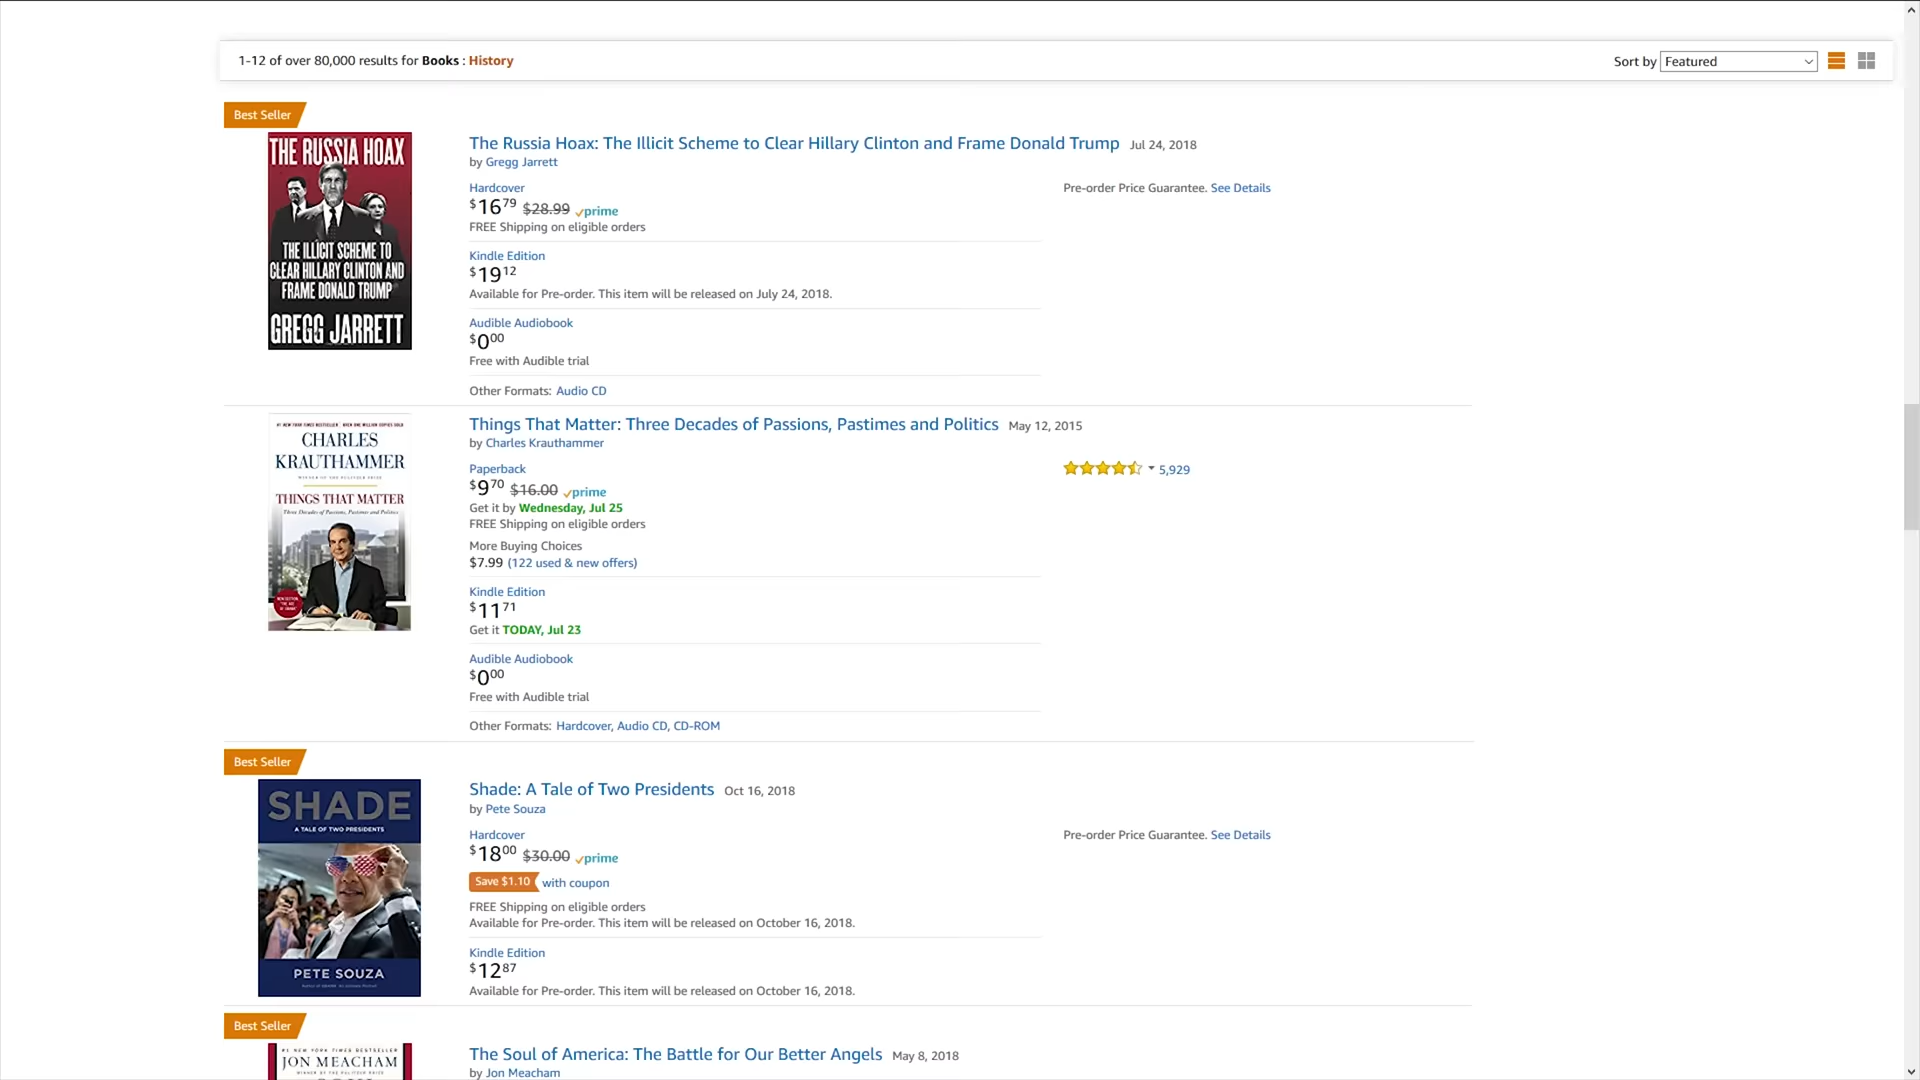 1-12 of over 80,000 results for Books : History
Sort by Featured
Best Seller
THE RUSSIA HOAX
THE ILLICIT SCHEME TO
CLEAR HILLARY CLINTON AND
FRAME DONALD TRUMP
GREGG JARRETT
The Russia Hoax: The Illicit Scheme to Clear Hillary Clinton and Frame Donald Trump Jul 24, 2018
by Gregg Jarrett
Hardcover
$16 79 $28.99 prime
FREE Shipping on eligible orders
Pre-order Price Guarantee. See Details
Kindle Edition
$19 12
Available for Pre-order. This item will be released on July 24, 2018.
Audible Audiobook
$0 00
Free with Audible trial
Other Formats: Audio CD
CHARLES
KRAUTHAMMER
THINGS THAT MATTER
Three Decades of Passions, Pastimes and Politics
Things That Matter: Three Decades of Passions, Pastimes and Politics May 12, 2015
by Charles Krauthammer
Paperback
$9 70 $16.00 prime
Get it by Wednesday, Jul 25
FREE Shipping on eligible orders
5,929
More Buying Choices
$7.99 (122 used & new offers)
Kindle Edition
$11 71
Get it TODAY, Jul 23
Audible Audiobook
$0 00
Free with Audible trial
Other Formats: Hardcover, Audio CD, CD-ROM
Best Seller
SHADE
A TALE OF TWO PRESIDENTS
PETE SOUZA
Shade: A Tale of Two Presidents Oct 16, 2018
by Pete Souza
Hardcover
$18 00 $30.00 prime
Save $1.10 with coupon
FREE Shipping on eligible orders
Available for Pre-order. This item will be released on October 16, 2018.
Pre-order Price Guarantee. See Details
Kindle Edition
$12 87
Available for Pre-order. This item will be released on October 16, 2018.
Best Seller
#1 NEW YORK TIMES BESTSELLER
JON MEACHAM
The Soul of America: The Battle for Our Better Angels May 8, 2018
by Jon Meacham